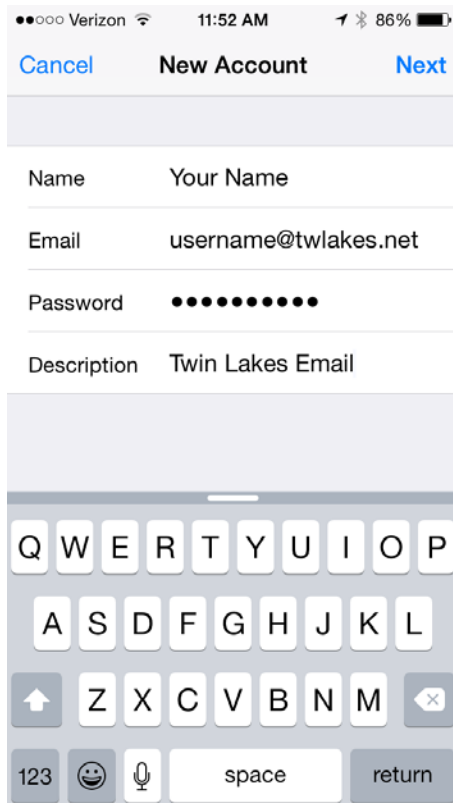 Verizon 11:52 AM 86%
Cancel New Account Next
Name Your Name
Email username@twlakes.net
Password ●●●●●●●●●●
Description Twin Lakes Email
Q W E R T Y U I O P
A S D F G H J K L
Z X C V B N M
123 space return